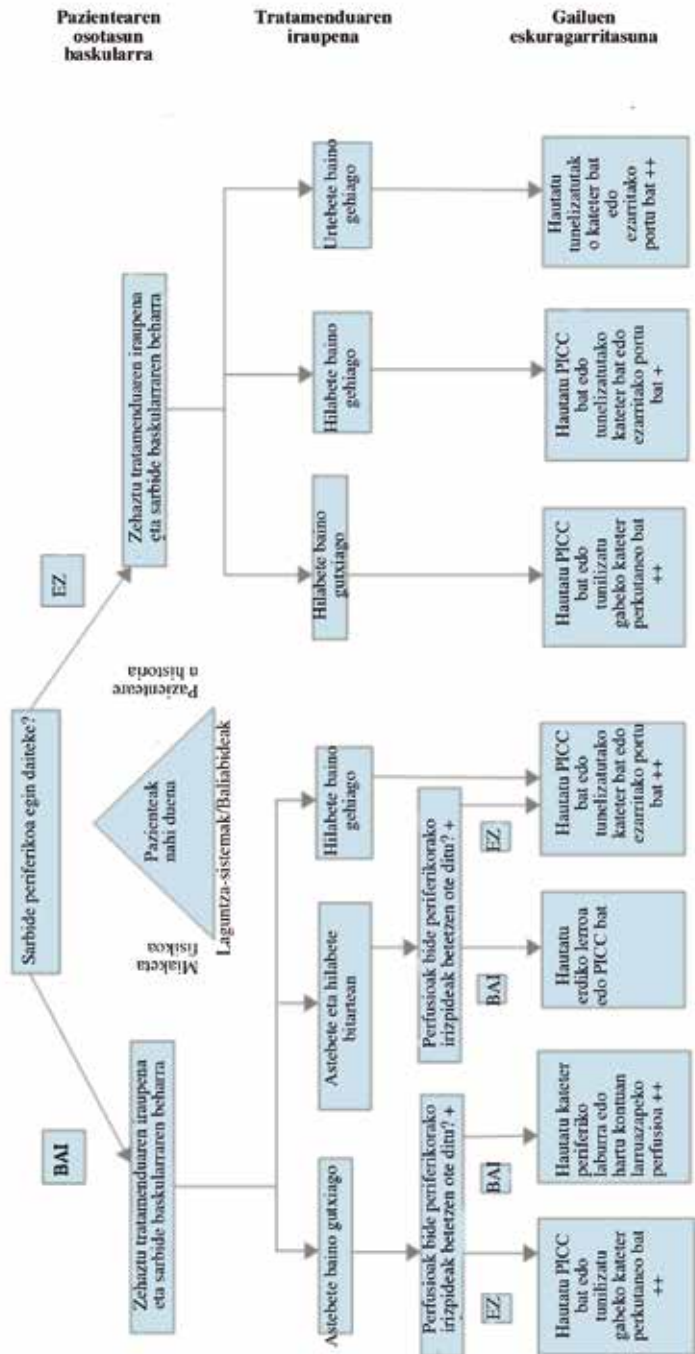 Pazientearen
osotasun
baskularra
Tratamenduaren
iraupena
Gailuen
eskuragarritasuna
Sarbide periferikoa egin daiteke?
BAI
EZ
Miaketa
fisikoa
Pazienteak
nahi duena
Pazienteare
n historia
Laguntza-sistemak/Baliabideak
Zehaztu tratamenduaren iraupena
eta sarbide baskularraren beharra
Zehaztu tratamenduaren iraupena
eta sarbide baskularraren beharra
Astebete baino gutxiago
Astebete eta hilabete
bitartean
Hilabete baino
gehiago
Hilabete baino
gutxiago
Hilabete baino
gehiago
Urtebete baino
gehiago
Perfusioak bide periferikorako
irizpideak betetzen ote ditu? +
Perfusioak bide periferikorako
irizpideak betetzen ote ditu? +
EZ
BAI
BAI
EZ
Hautatu PICC
bat edo
tunilizatu
gabeko kateter
perkutaneo bat
++
Hautatu kateter
periferiko
laburra edo
hartu kontuan
larruazapeko
perfusioa ++
Hautatu
erdiko lerroa
edo PICC bat
Hautatu PICC
bat edo
tunelizatutako
kateter bat edo
ezarritako portu
bat ++
Hautatu PICC
bat edo
tunilizatu
gabeko kateter
perkutaneo bat
++
Hautatu PICC
bat edo
tunelizatutako
kateter bat edo
ezarritako portu
bat +
Hautatu
tunelizatutak
o kateter bat
edo
ezarritako
portu bat ++